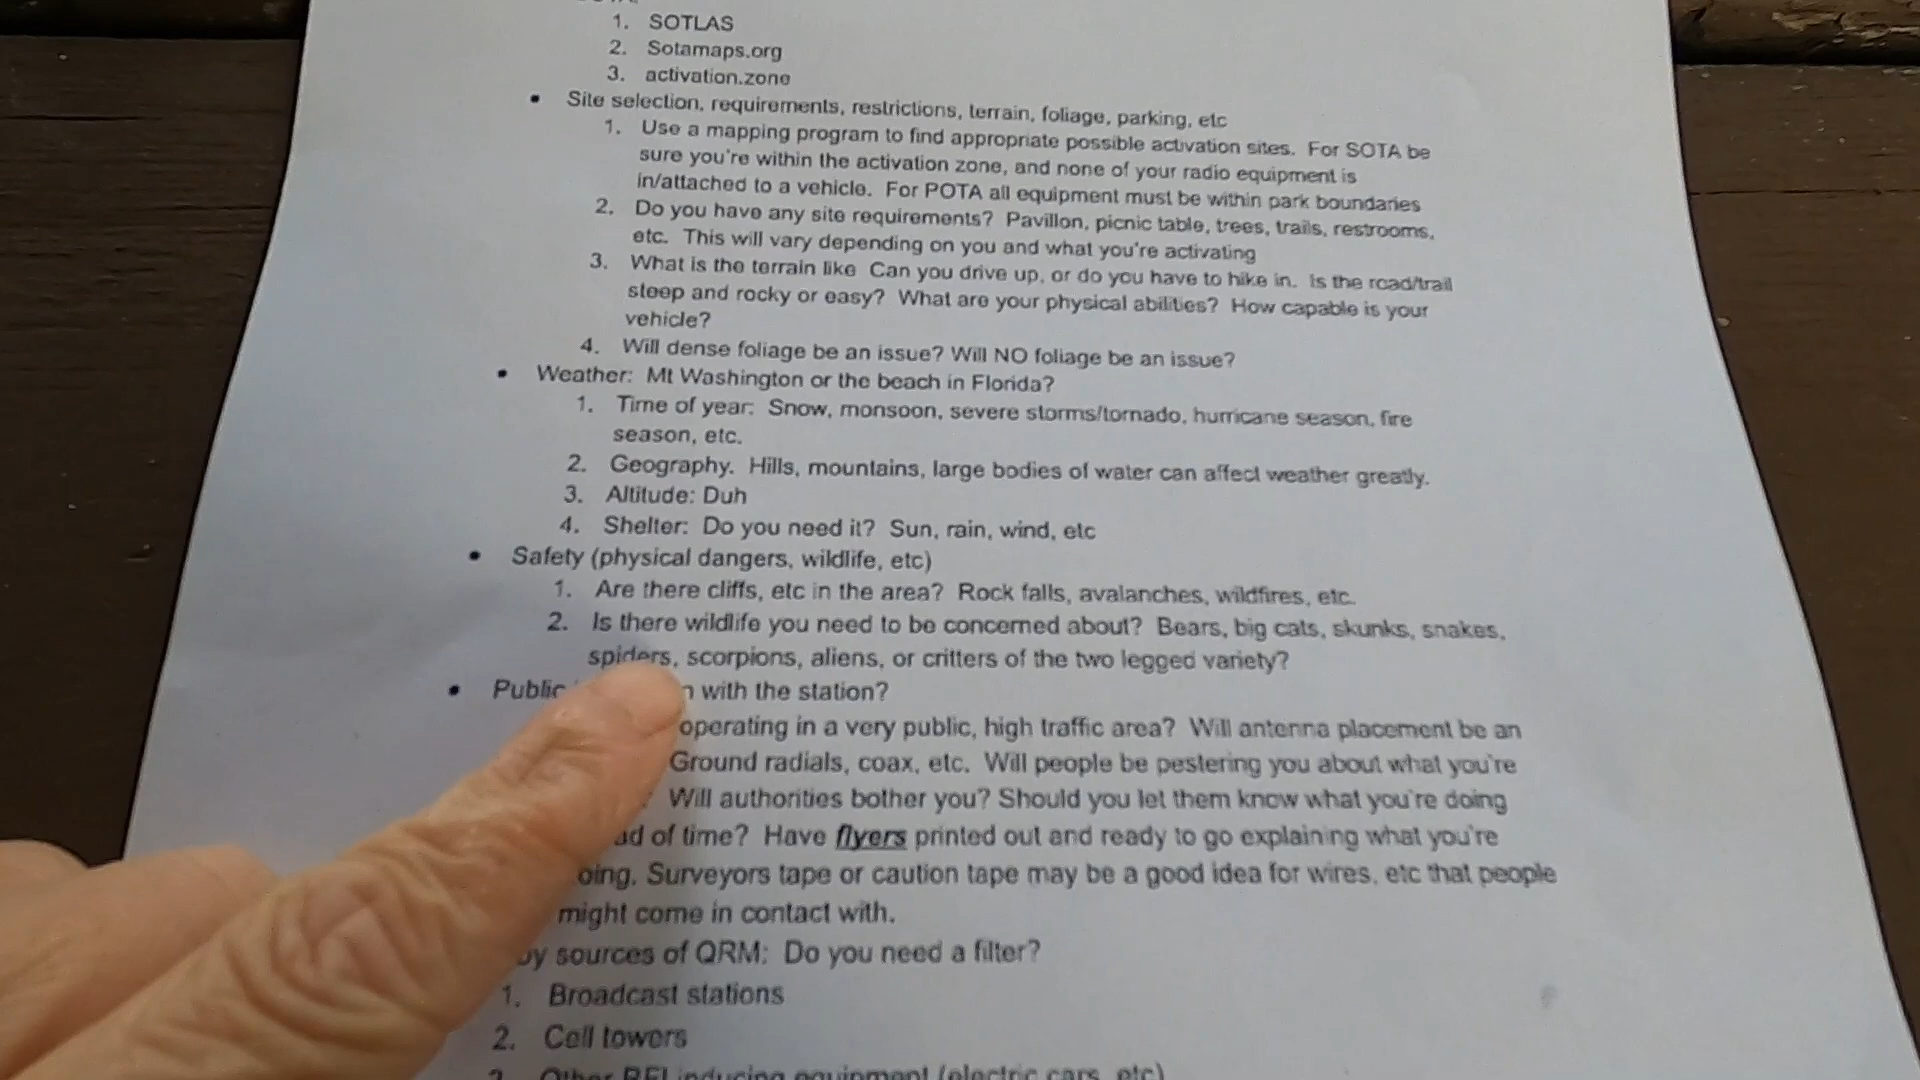 1. SOTLAS
2. Sotamaps.org
3. activation.zone
• Site selection, requirements, restrictions, terrain, foliage, parking, etc
1. Use a mapping program to find appropriate possible activation sites. For SOTA be
sure you're within the activation zone, and none of your radio equipment is
in/attached to a vehicle. For POTA all equipment must be within park boundaries
2. Do you have any site requirements? Pavillon, picnic table, trees, trails, restrooms,
etc. This will vary depending on you and what you're activating
3. What is the terrain like Can you drive up, or do you have to hike in. Is the road/trail
steep and rocky or easy? What are your physical abilities? How capable is your
vehicle?
4. Will dense foliage be an issue? Will NO foliage be an issue?
• Weather: Mt Washington or the beach in Florida?
1. Time of year: Snow, monsoon, severe storms/tornado, hurricane season, fire
season, etc.
2. Geography. Hills, mountains, large bodies of water can affect weather greatly.
3. Altitude: Duh
4. Shelter: Do you need it? Sun, rain, wind, etc
• Safety (physical dangers, wildlife, etc)
1. Are there cliffs, etc in the area? Rock falls, avalanches, wildfires, etc.
2. Is there wildlife you need to be concerned about? Bears, big cats, skunks, snakes,
spiders, scorpions, aliens, or critters of the two legged variety?
• Public with the station?
operating in a very public, high traffic area? Will antenna placement be an
Ground radials, coax, etc. Will people be pestering you about what you're
Will authorities bother you? Should you let them know what you're doing
of time? Have flyers printed out and ready to go explaining what you're
oing. Surveyors tape or caution tape may be a good idea for wires, etc that people
might come in contact with.
sources of QRM: Do you need a filter?
1. Broadcast stations
2. Cell towers
Other RFI inducing equipment (electric cars, etc)